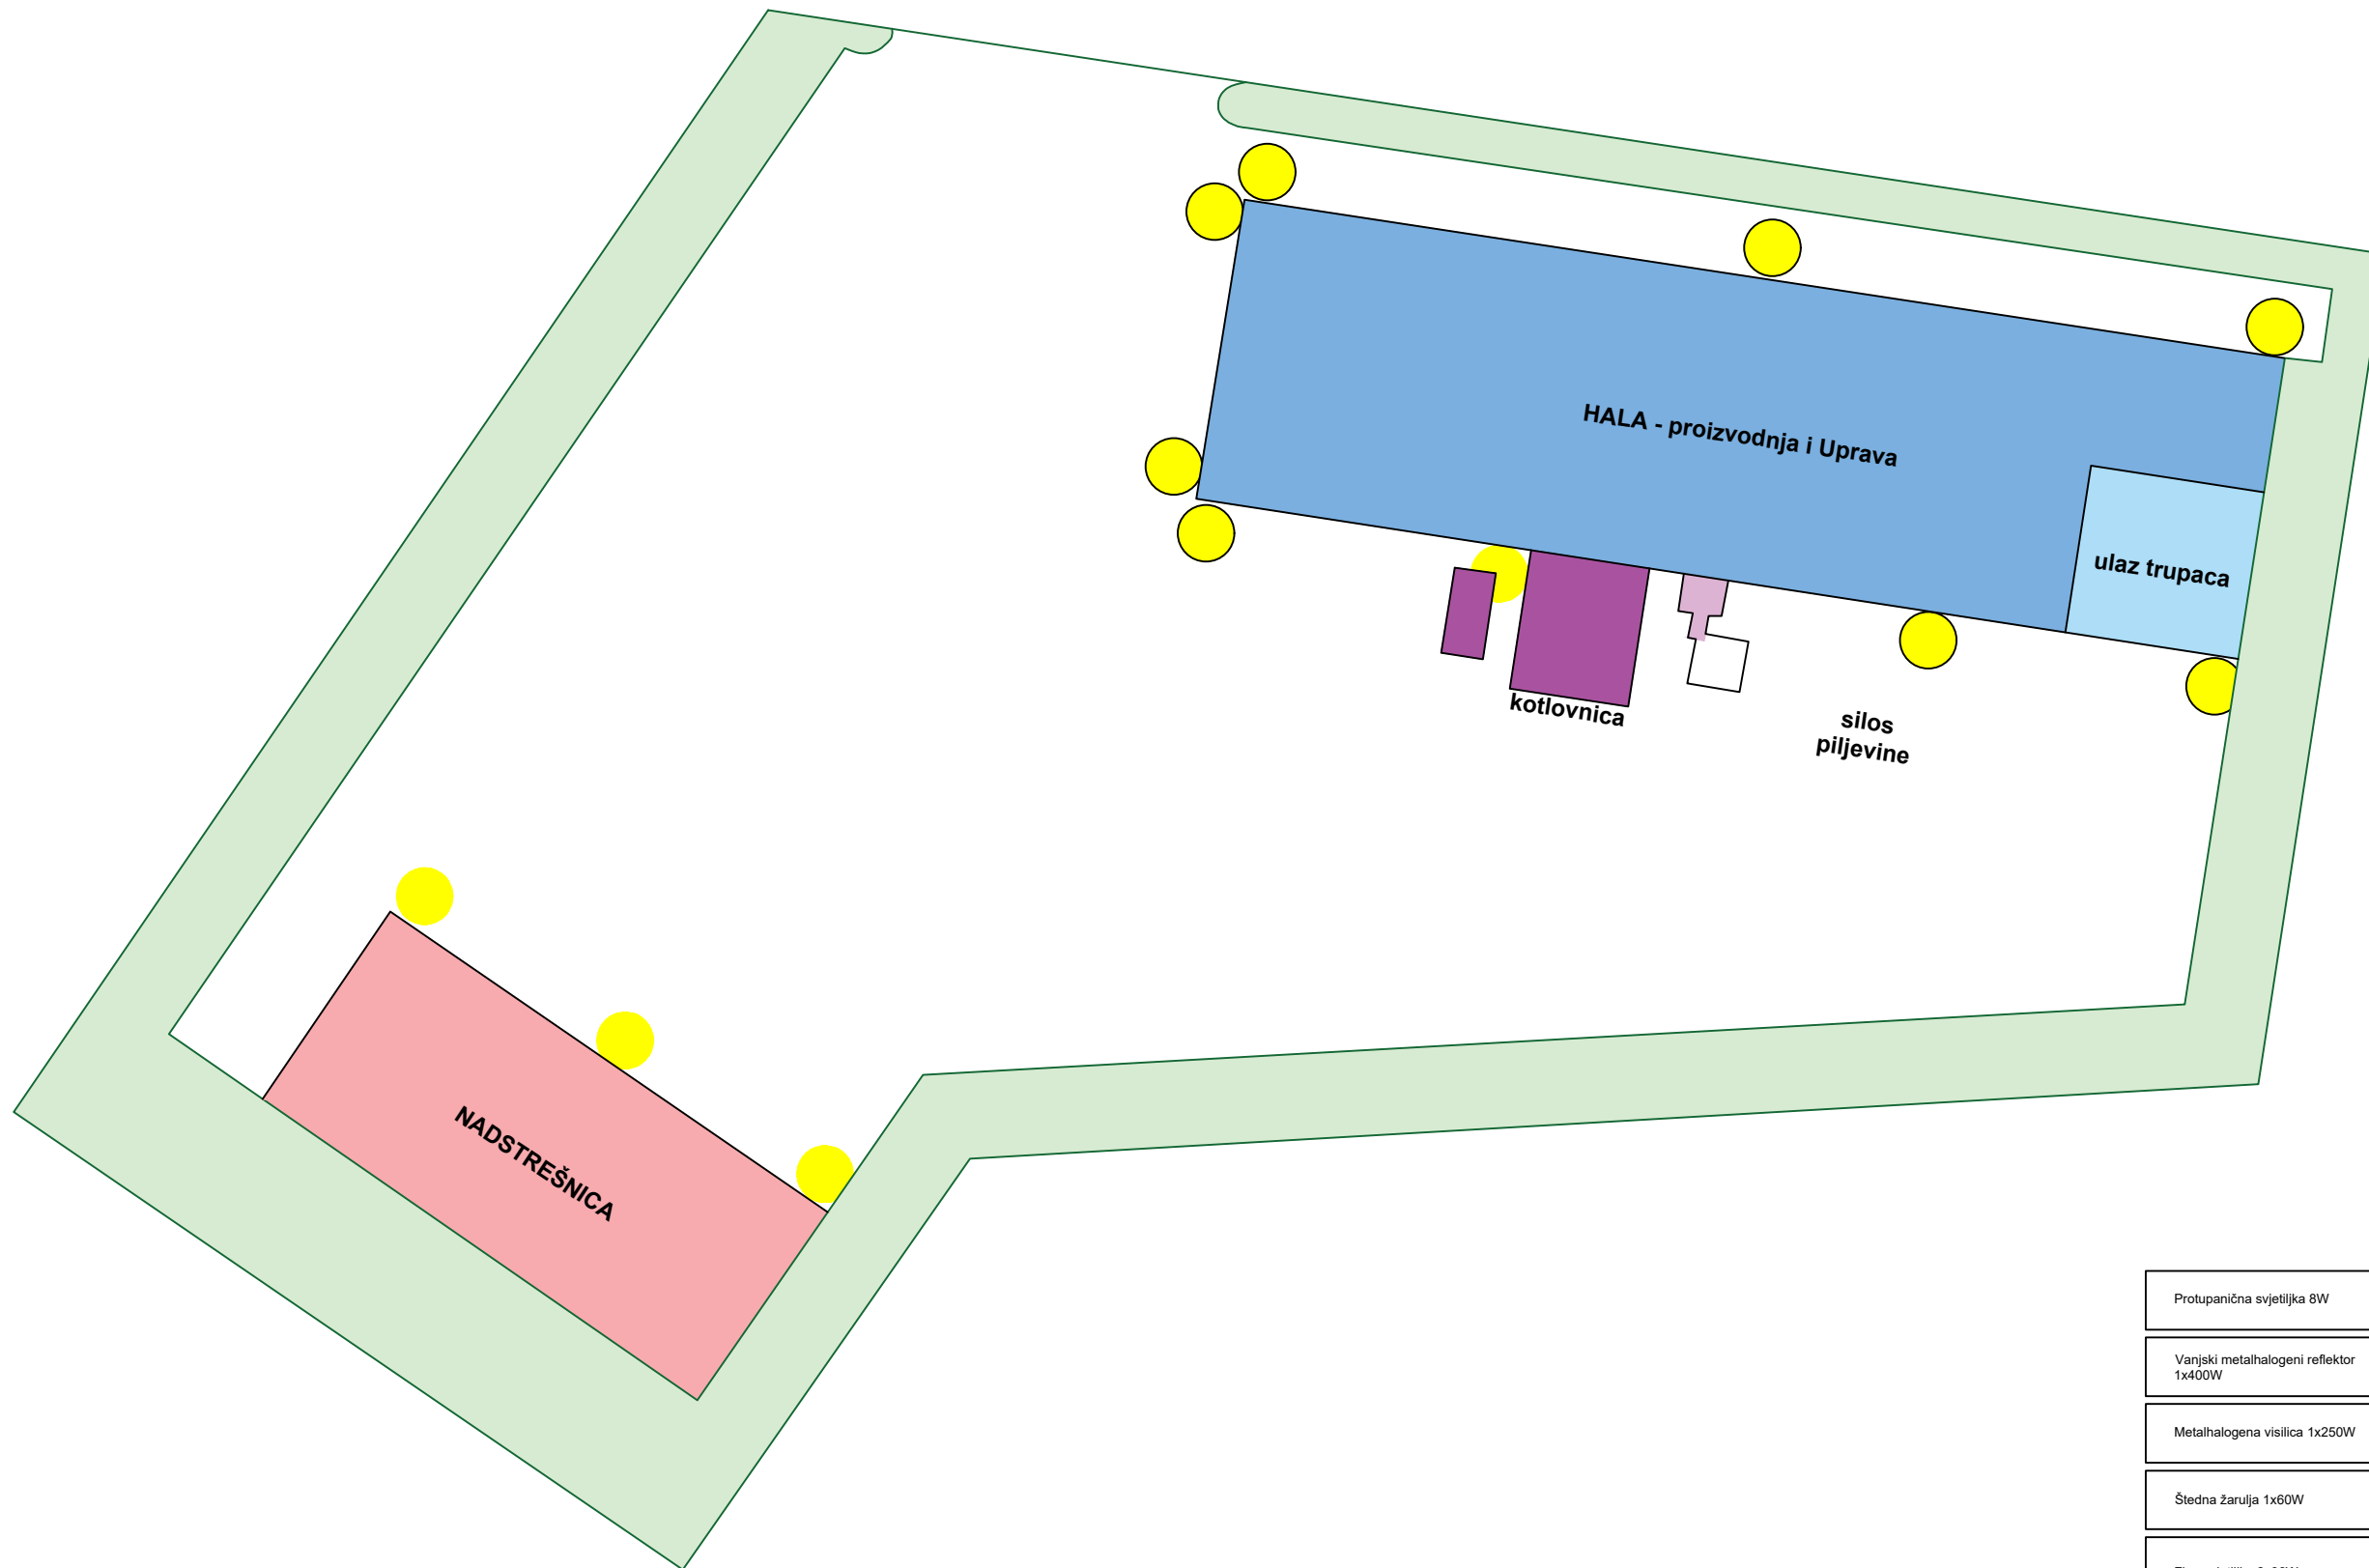 HALA - proizvodnja i Uprava
ulaz trupaca
kotlovnica
silos
piljevine
NADSTREŠNICA
Protupanična svjetiljka 8W
Vanjski metalhalogeni reflektor
1x400W
Metalhalogena visilica 1x250W
Štedna žarulja 1x60W